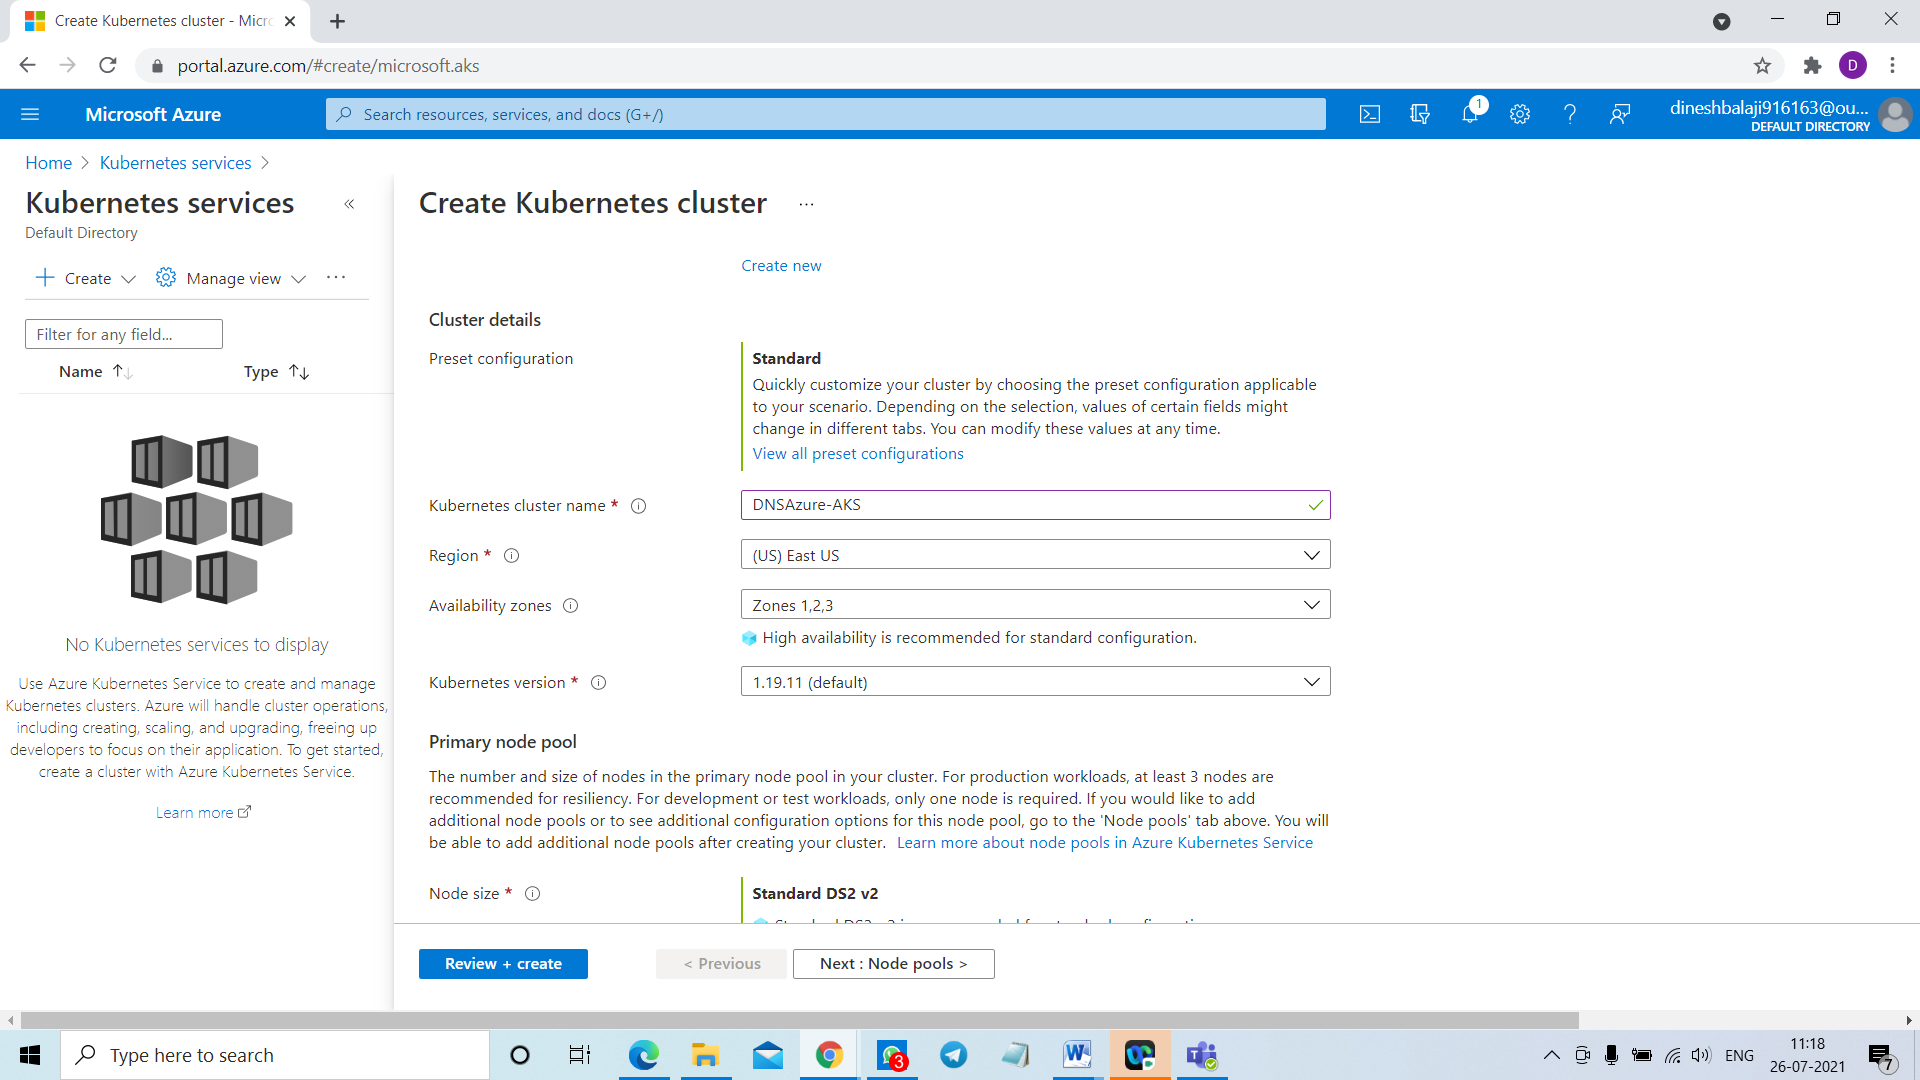 Create Kubernetes cluster - Micr
portal.azure.com/#create/microsoft.aks
D
Microsoft Azure
Search resources, services, and docs (G+/)
1
dineshbalaji916163@ou...
DEFAULT DIRECTORY
Home > Kubernetes services >
Kubernetes services
Default Directory
Create
Manage view
Filter for any field...
Name
Type
No Kubernetes services to display
Use Azure Kubernetes Service to create and manage
Kubernetes clusters. Azure will handle cluster operations,
including creating, scaling, and upgrading, freeing up
developers to focus on their application. To get started,
create a cluster with Azure Kubernetes Service.
Learn more
Create Kubernetes cluster ...
Create new
Cluster details
Preset configuration
Standard
Quickly customize your cluster by choosing the preset configuration applicable
to your scenario. Depending on the selection, values of certain fields might
change in different tabs. You can modify these values at any time.
View all preset configurations
Kubernetes cluster name *
DNSAzure-AKS
Region *
(US) East US
Availability zones
Zones 1,2,3
High availability is recommended for standard configuration.
Kubernetes version *
1.19.11 (default)
Primary node pool
The number and size of nodes in the primary node pool in your cluster. For production workloads, at least 3 nodes are
recommended for resiliency. For development or test workloads, only one node is required. If you would like to add
additional node pools or to see additional configuration options for this node pool, go to the 'Node pools' tab above. You will
be able to add additional node pools after creating your cluster. Learn more about node pools in Azure Kubernetes Service
Node size *
Standard DS2 v2
Review + create
< Previous
Next : Node pools >
Type here to search
3
ENG
11:18
26-07-2021
7